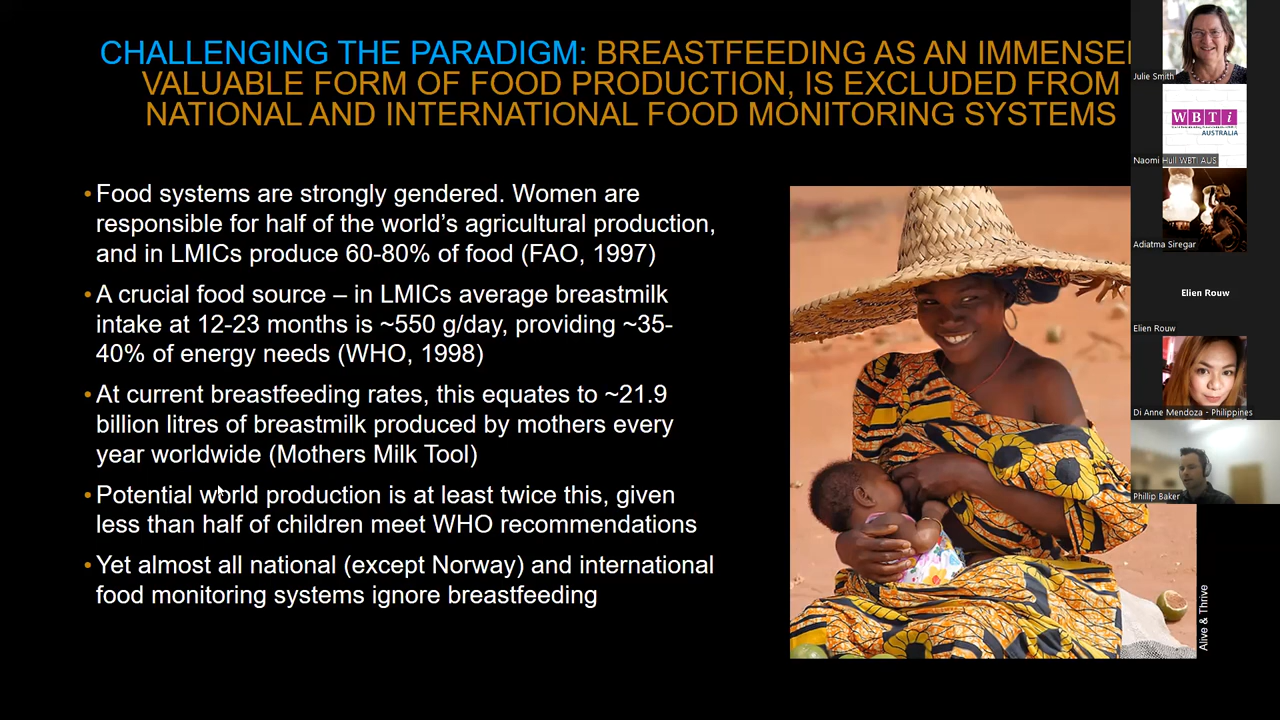 CHALLENGING THE PARADIGM: BREASTFEEDING AS AN IMMENSEL
VALUABLE FORM OF FOOD PRODUCTION, IS EXCLUDED FROM
NATIONAL AND INTERNATIONAL FOOD MONITORING SYSTEMS
•Food systems are strongly gendered. Women are
responsible for half of the world’s agricultural production,
and in LMICs produce 60-80% of food (FAO, 1997)
•A crucial food source – in LMICs average breastmilk
intake at 12-23 months is ~550 g/day, providing ~35-
40% of energy needs (WHO, 1998)
•At current breastfeeding rates, this equates to ~21.9
billion litres of breastmilk produced by mothers every
year worldwide (Mothers Milk Tool)
•Potential world production is at least twice this, given
less than half of children meet WHO recommendations
•Yet almost all national (except Norway) and international
food monitoring systems ignore breastfeeding
Alive & Thrive
Julie Smith
WBTi
AUSTRALIA
Naomi Hull WBTI AUS
Adiatma Siregar
Elien Rouw
Elien Rouw
Di Anne Mendoza - Philippines
Phillip Baker